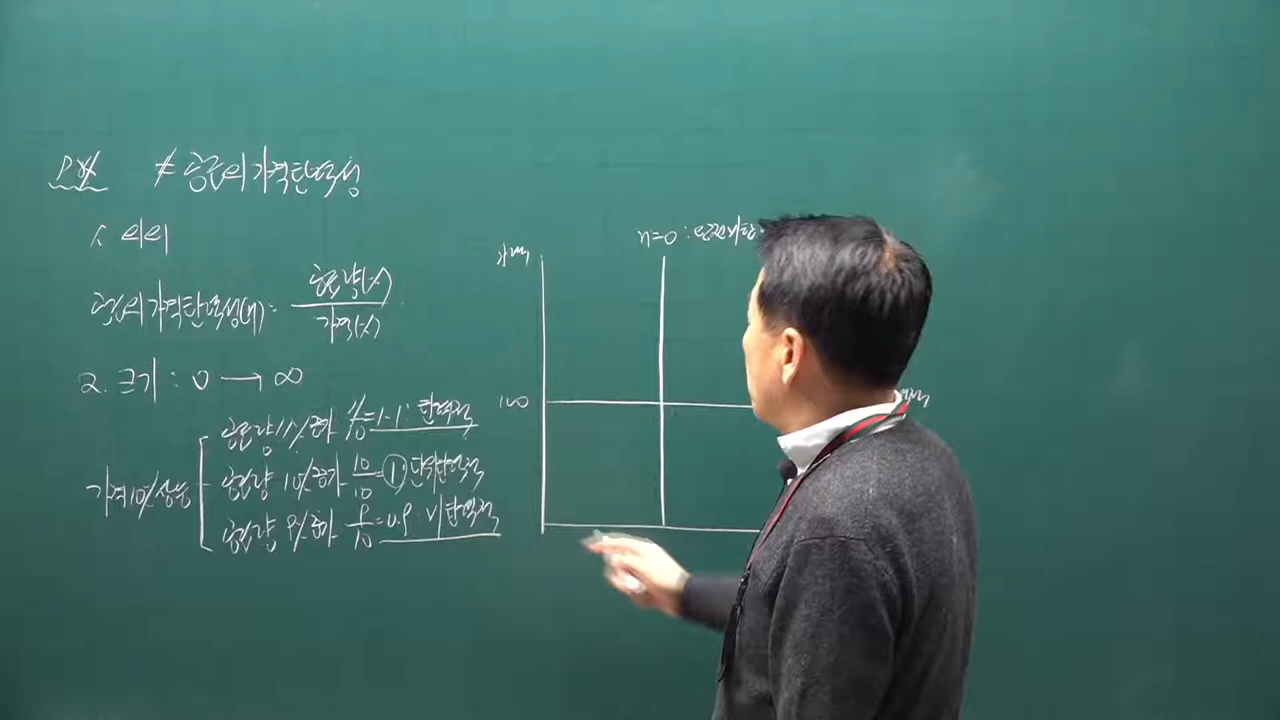 # 공급의 가격탄력성
1. 의의
공급의 가격탄력성(η) = 공급량(%) / 가격(%)
2. 크기 : 0 → ∞
가격10%상승
공급량 11%증가 11/10=1.1 : 탄력적
공급량 10%증가 10/10=① 단위탄력적
공급량 9%증가 9/10=0.9 : 비탄력적
가격
η=0 : 완전비탄
100